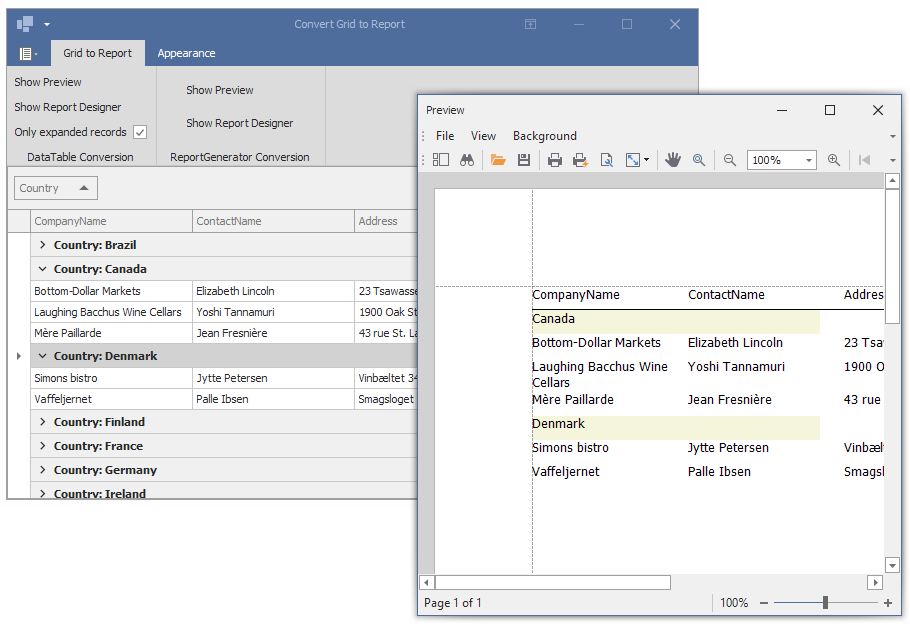 Convert Grid to Report
Grid to Report Appearance
Show Preview
Show Report Designer
Only expanded records
DataTable Conversion
Show Preview
Show Report Designer
ReportGenerator Conversion
Country
CompanyName ContactName Address
Country: Brazil
Country: Canada
Bottom-Dollar Markets Elizabeth Lincoln 23 Tsawasse
Laughing Bacchus Wine Cellars Yoshi Tannamuri 1900 Oak St
Mère Paillarde Jean Fresnière 43 rue St. La
Country: Denmark
Simons bistro Jytte Petersen Vinbæltet 34
Vaffeljernet Palle Ibsen Smagsloget
Country: Finland
Country: France
Country: Germany
Country: Ireland
Preview
File View Background
100%
CompanyName ContactName Addres
Canada
Bottom-Dollar Markets Elizabeth Lincoln 23 Tsa
Laughing Bacchus Wine Yoshi Tannamuri 1900 O
Cellars
Mère Paillarde Jean Fresnière 43 rue
Denmark
Simons bistro Jytte Petersen Vinbælt
Vaffeljernet Palle Ibsen Smagsl
Page 1 of 1 100%